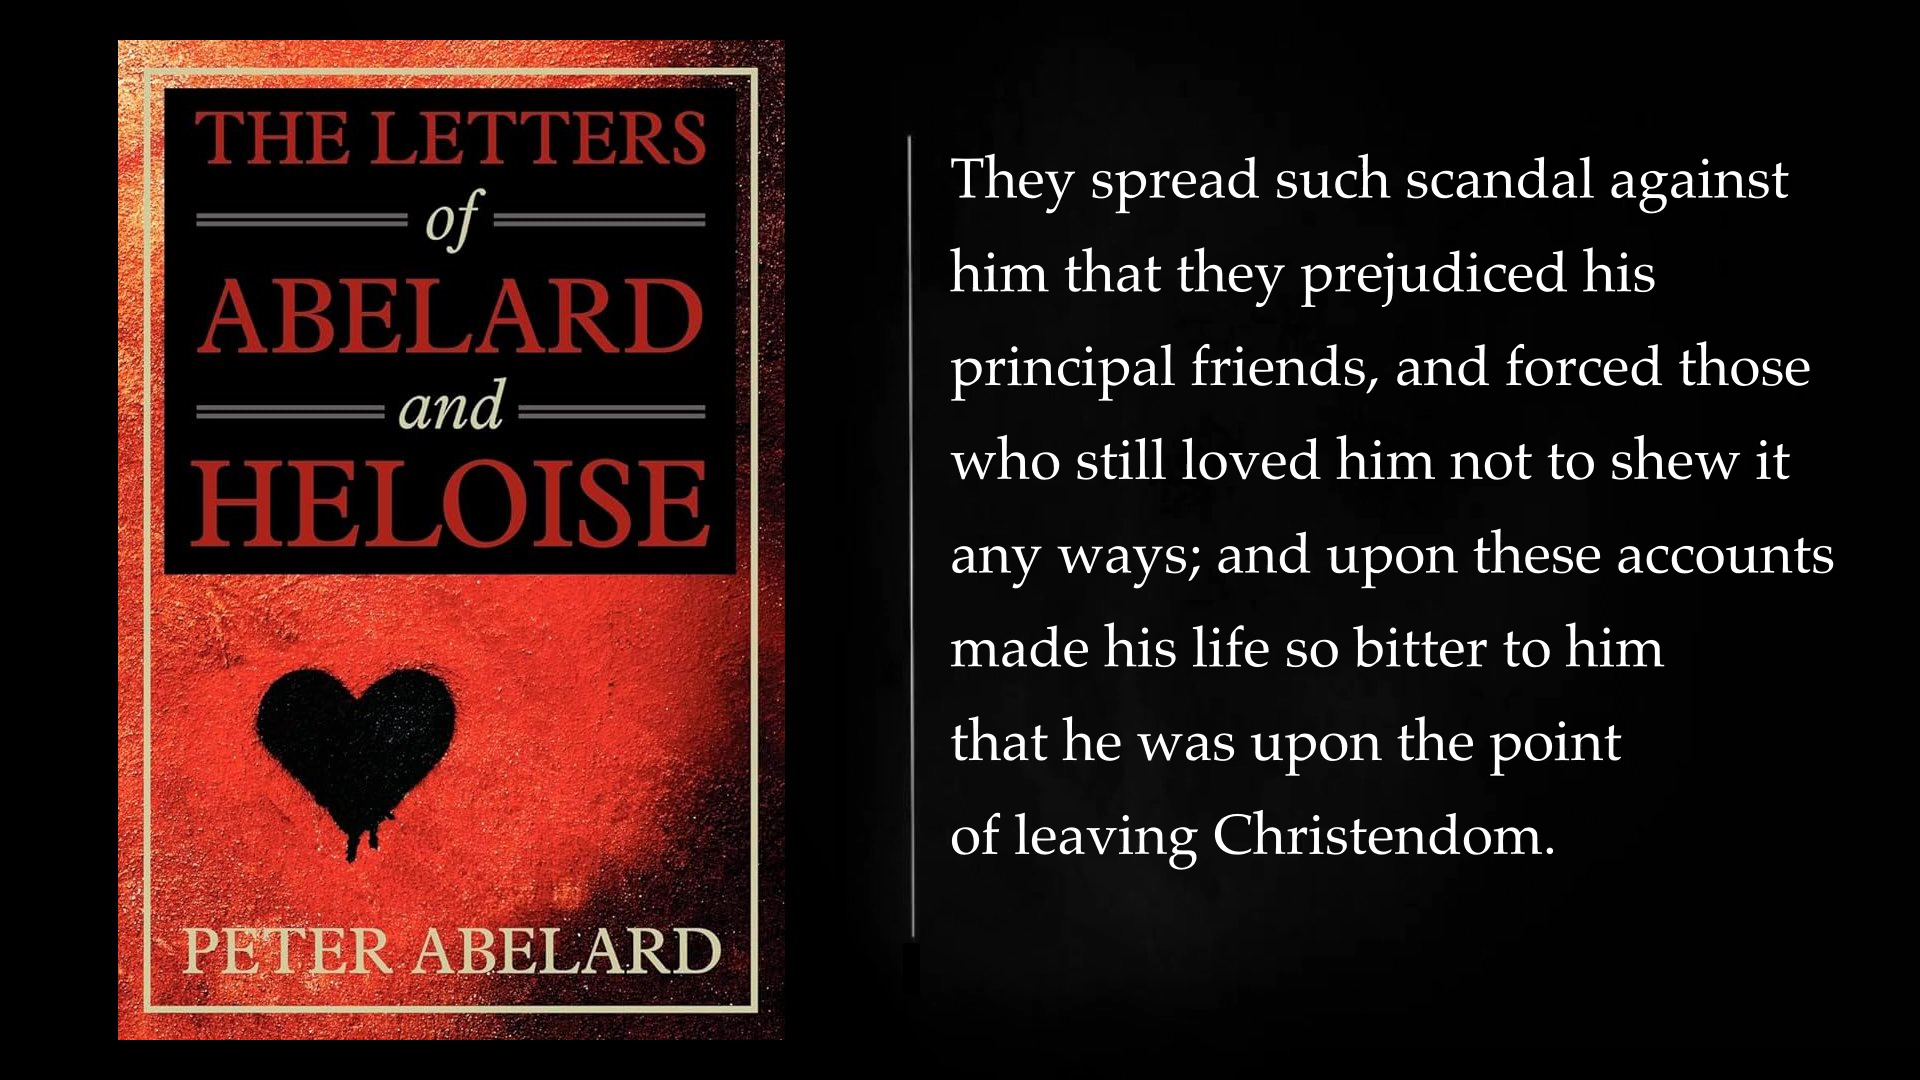 THE LETTERS
of
ABELARD
and
HELOISE
PETER ABELARD
They spread such scandal against
him that they prejudiced his
principal friends, and forced those
who still loved him not to shew it
any ways; and upon these accounts
made his life so bitter to him
that he was upon the point
of leaving Christendom.